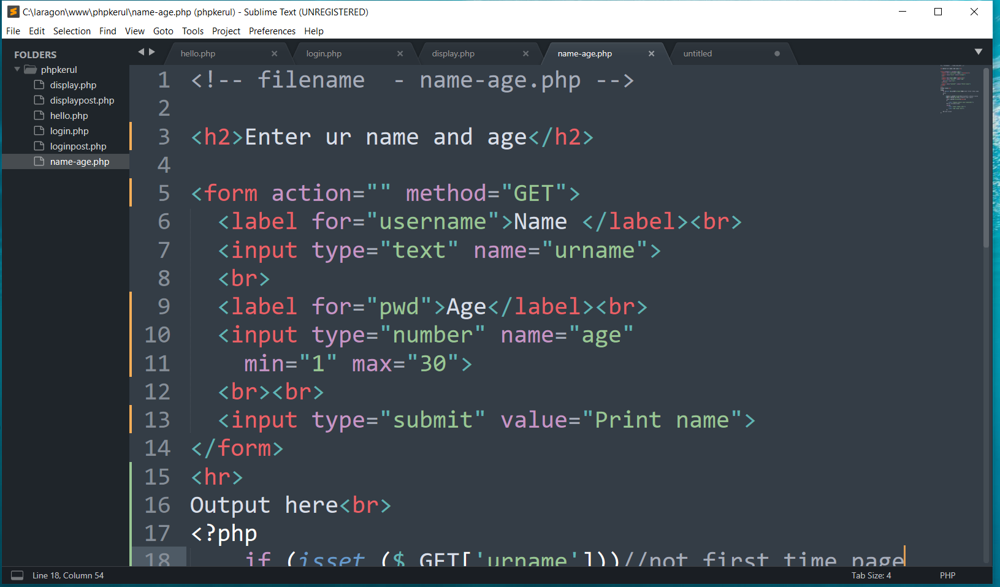 C:\laragon\www\phpkerul\name-age.php (phpkerul) - Sublime Text (UNREGISTERED)
File Edit Selection Find View Goto Tools Project Preferences Help
FOLDERS
phpkerul
display.php
displaypost.php
hello.php
login.php
loginpost.php
name-age.php
hello.php login.php display.php name-age.php untitled
1 <!-- filename  - name-age.php -->
2
3 <h2>Enter ur name and age</h2>
4
5 <form action="" method="GET">
6   <label for="username">Name </label><br>
7   <input type="text" name="urname">
8   <br>
9   <label for="pwd">Age</label><br>
10   <input type="number" name="age"
11     min="1" max="30">
12   <br><br>
13   <input type="submit" value="Print name">
14 </form>
15 <hr>
16 Output here<br>
17 <?php
18     if (isset ($_GET['urname']))//not first time page
Line 18, Column 54
Tab Size: 4
PHP